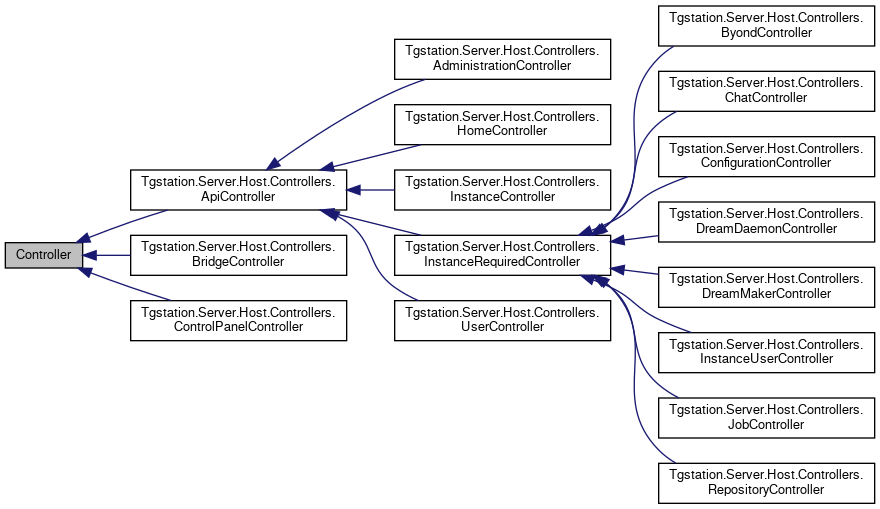 Controller
Tgstation.Server.Host.Controllers.
ApiController
Tgstation.Server.Host.Controllers.
BridgeController
Tgstation.Server.Host.Controllers.
ControlPanelController
Tgstation.Server.Host.Controllers.
AdministrationController
Tgstation.Server.Host.Controllers.
HomeController
Tgstation.Server.Host.Controllers.
InstanceController
Tgstation.Server.Host.Controllers.
InstanceRequiredController
Tgstation.Server.Host.Controllers.
UserController
Tgstation.Server.Host.Controllers.
ByondController
Tgstation.Server.Host.Controllers.
ChatController
Tgstation.Server.Host.Controllers.
ConfigurationController
Tgstation.Server.Host.Controllers.
DreamDaemonController
Tgstation.Server.Host.Controllers.
DreamMakerController
Tgstation.Server.Host.Controllers.
InstanceUserController
Tgstation.Server.Host.Controllers.
JobController
Tgstation.Server.Host.Controllers.
RepositoryController